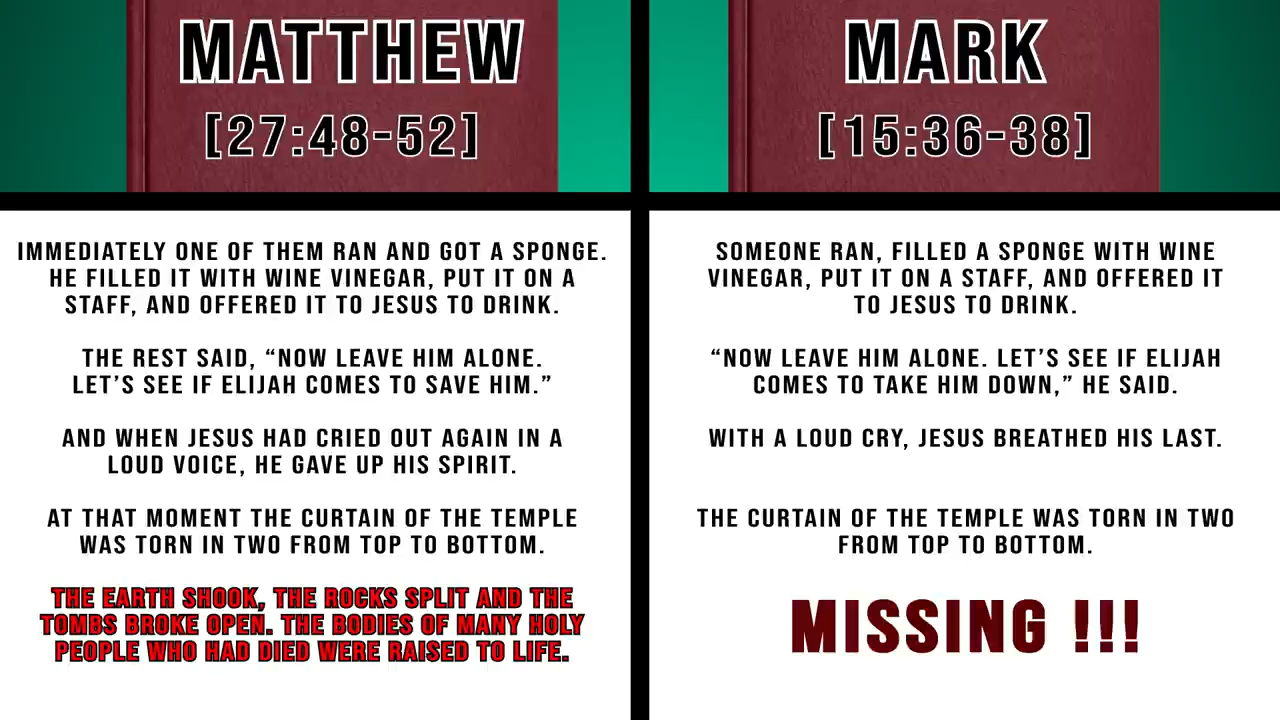 MATTHEW
[27:48-52]
IMMEDIATELY ONE OF THEM RAN AND GOT A SPONGE.
HE FILLED IT WITH WINE VINEGAR, PUT IT ON A
STAFF, AND OFFERED IT TO JESUS TO DRINK.
THE REST SAID, “NOW LEAVE HIM ALONE.
LET’S SEE IF ELIJAH COMES TO SAVE HIM.”
AND WHEN JESUS HAD CRIED OUT AGAIN IN A
LOUD VOICE, HE GAVE UP HIS SPIRIT.
AT THAT MOMENT THE CURTAIN OF THE TEMPLE
WAS TORN IN TWO FROM TOP TO BOTTOM.
THE EARTH SHOOK, THE ROCKS SPLIT AND THE
TOMBS BROKE OPEN. THE BODIES OF MANY HOLY
PEOPLE WHO HAD DIED WERE RAISED TO LIFE.
MARK
[15:36-38]
SOMEONE RAN, FILLED A SPONGE WITH WINE
VINEGAR, PUT IT ON A STAFF, AND OFFERED IT
TO JESUS TO DRINK.
“NOW LEAVE HIM ALONE. LET’S SEE IF ELIJAH
COMES TO TAKE HIM DOWN,” HE SAID.
WITH A LOUD CRY, JESUS BREATHED HIS LAST.
THE CURTAIN OF THE TEMPLE WAS TORN IN TWO
FROM TOP TO BOTTOM.
MISSING !!!